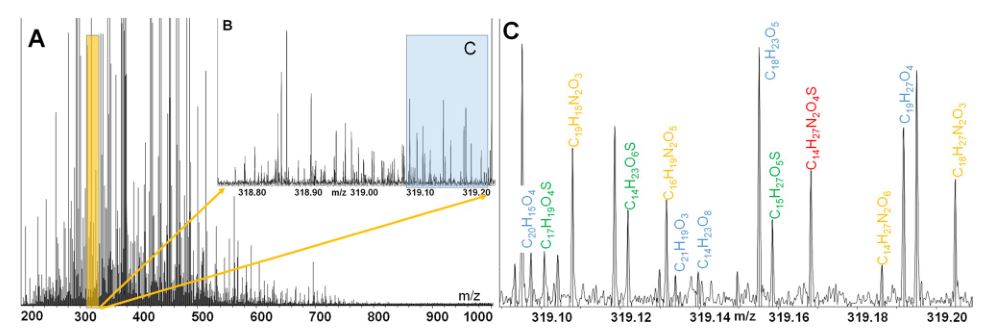 A
200 300 400 500 600 700 800 900 1000
m/z
B
C
318.80 318.90 m/z 319.00 319.10 319.20
C
C₂₀H₁₅O₄
C₁₇H₁₉O₄S
C₁₉H₁₅N₂O₃
C₁₄H₂₃O₆S
C₁₆H₁₉N₂O₅
C₂₁H₁₉O₃
C₁₄H₂₃O₈
C₁₈H₂₃O₅
C₁₅H₂₇O₅S
C₁₄H₂₇N₂O₄S
C₁₄H₂₇N₂O₆
C₁₉H₂₇O₄
C₁₈H₂₇N₂O₃
319.10 319.12 319.14 m/z 319.16 319.18 319.20